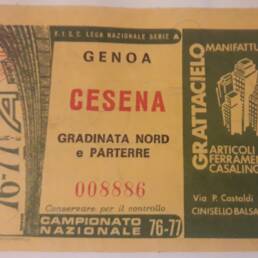 F.I.G.C. LEGA NAZIONALE SERIE A
GENOA
CESENA
GRADINATA NORD
e PARTERRE
008886
Conservare per il controllo
CAMPIONATO
NAZIONALE 76-77
76-77 A
GRATTACIELO
MANIFATTU
ARTICOLI
FERRAMEN
CASALIN
Via P. Castaldi
CINISELLO BALSA